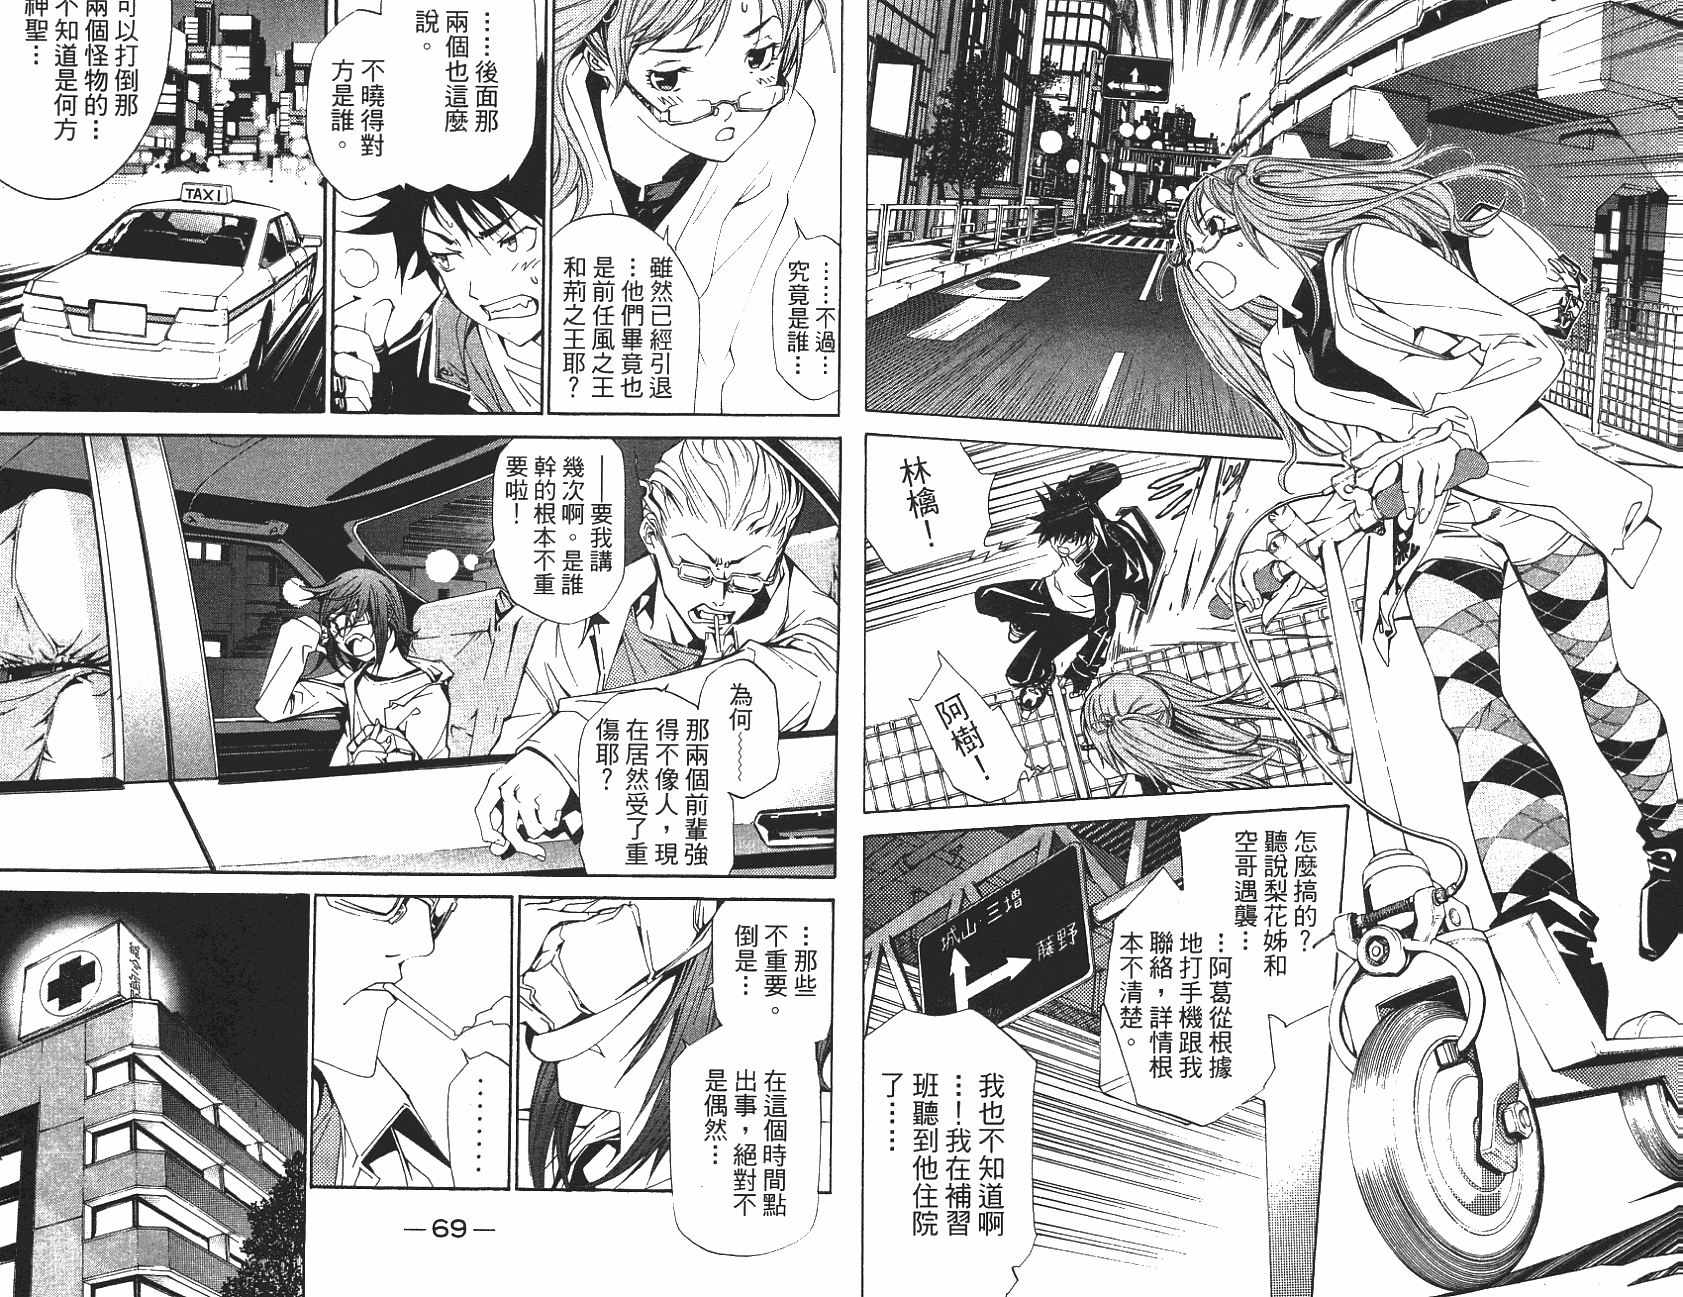 林檎！
阿樹！
怎麼搞的？
聽說梨花姊和
空哥遇襲…
…阿葛從根據
地打手機跟我
聯絡，詳情根
本不清楚。
城山·三増
藤野
我也不知道啊
…！我在補習
班聽到他住院
了……
……不過…
究竟是誰…
雖然已經引退
…他們畢竟也
是前任風之王
和荊之王耶？
……後面那
兩個也這麼
說。
不曉得對
方是誰。
可以打倒那
兩個怪物的…
不知道是何方
神聖…
TAXI
——要我講
幾次啊。是誰
幹的根本不重
要啦！
為何~~~~
那兩個前輩強
得不像人，現
在居然受了重
傷耶？
…那些
不重要。
倒是…
在這個時間點
出事，絕對不
是偶然…
………
—69—